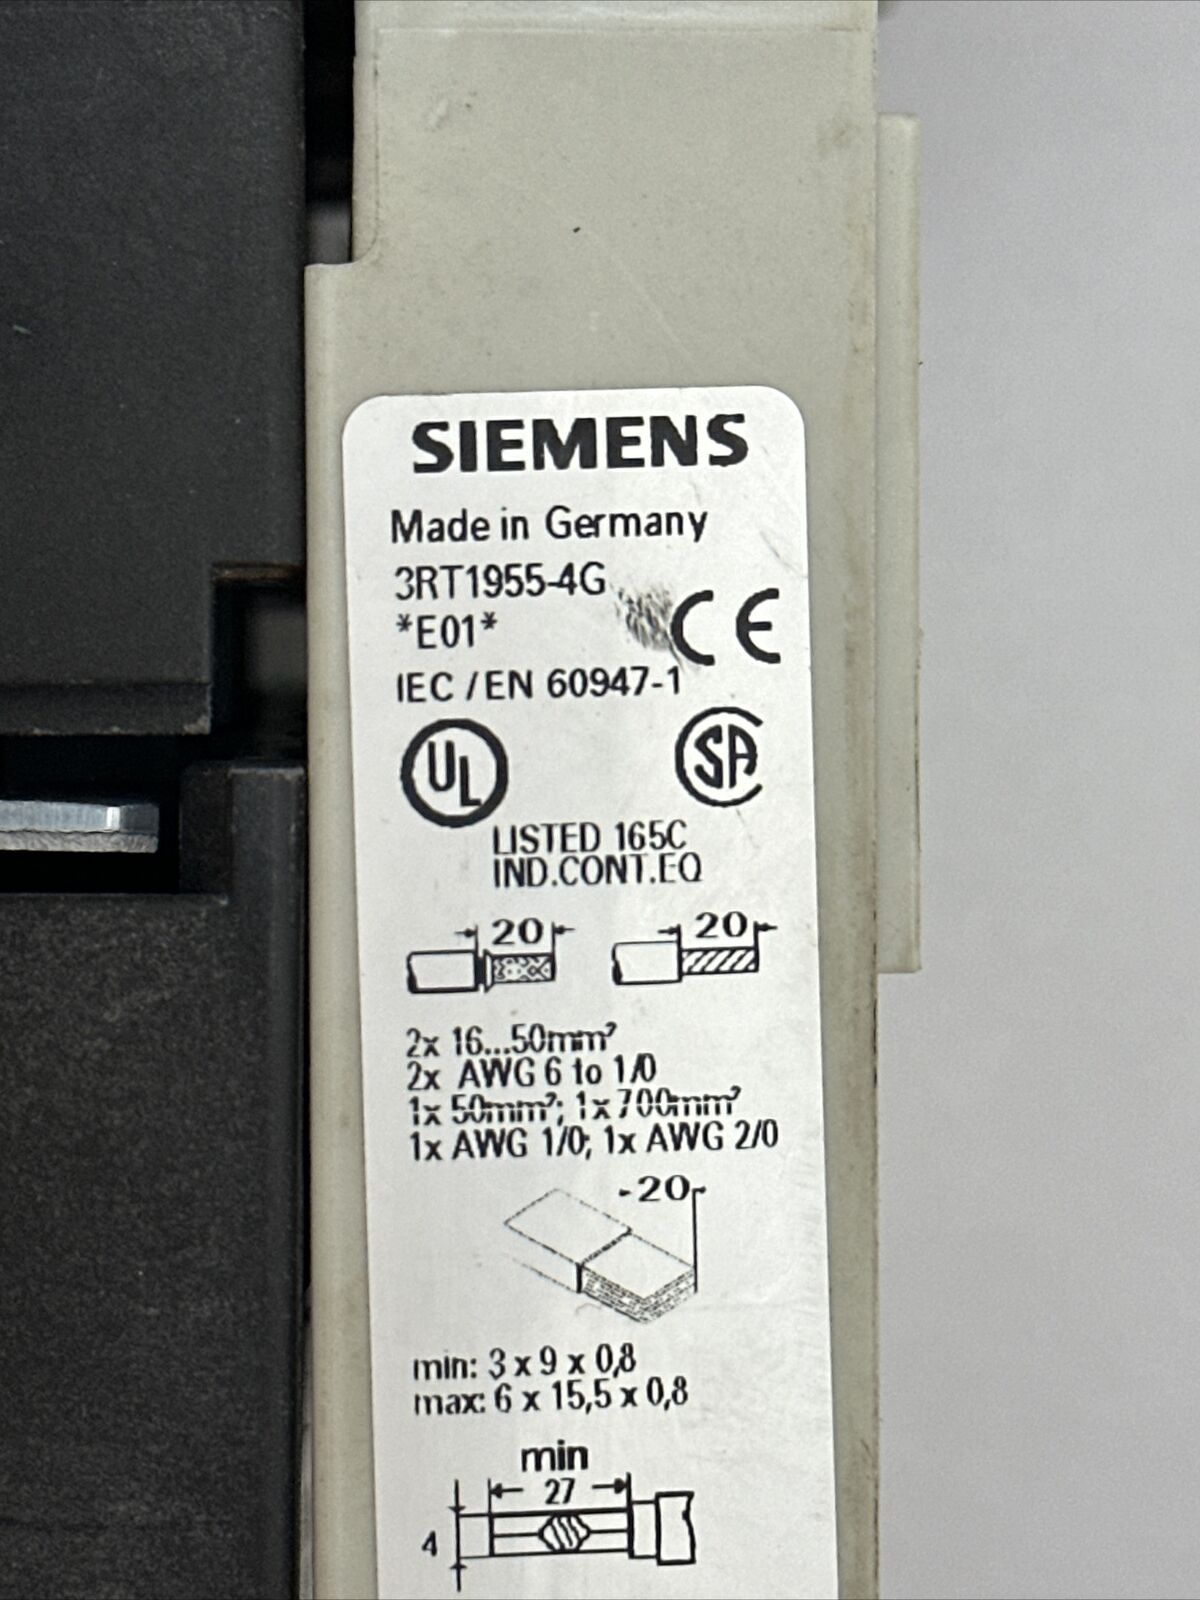 SIEMENS
Made in Germany
3RT1955-4G
*E01*
CE
IEC / EN 60947-1
UL
SA
LISTED 165C
IND.CONT.EQ
20 20
2x 16...50mm²
2x AWG 6 to 1/0
1x 50mm²; 1x 700mm²
1x AWG 1/0; 1x AWG 2/0
20
min: 3 x 9 x 0,8
max: 6 x 15,5 x 0,8
min
27
4